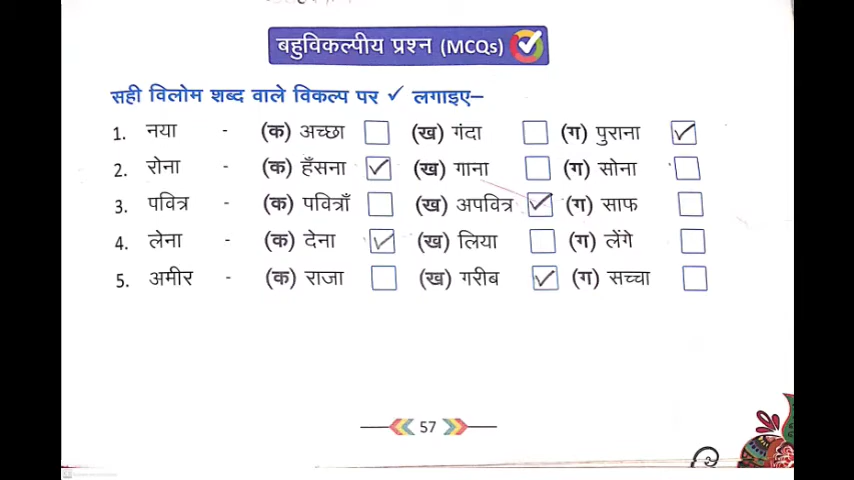 बहुविकल्पीय प्रश्न (MCQs)
सही विलोम शब्द वाले विकल्प पर ✓ लगाइए–
1. नया - (क) अच्छा (ख) गंदा (ग) पुराना ✓
2. रोना - (क) हँसना ✓ (ख) गाना (ग) सोना
3. पवित्र - (क) पवित्राँ (ख) अपवित्र ✓ (ग) साफ
4. लेना - (क) देना ✓ (ख) लिया (ग) लेंगे
5. अमीर - (क) राजा (ख) गरीब ✓ (ग) सच्चा
57